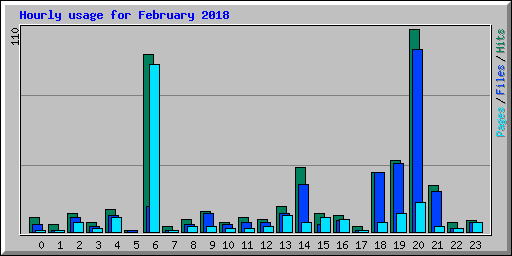 Hourly usage for February 2018
110
Pages / Files / Hits
0 1 2 3 4 5 6 7 8 9 10 11 12 13 14 15 16 17 18 19 20 21 22 23